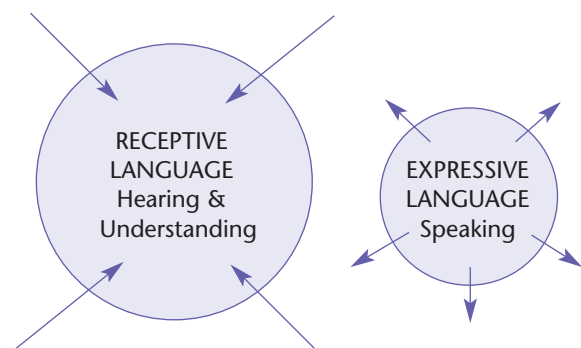 RECEPTIVE
LANGUAGE
Hearing &
Understanding
EXPRESSIVE
LANGUAGE
Speaking